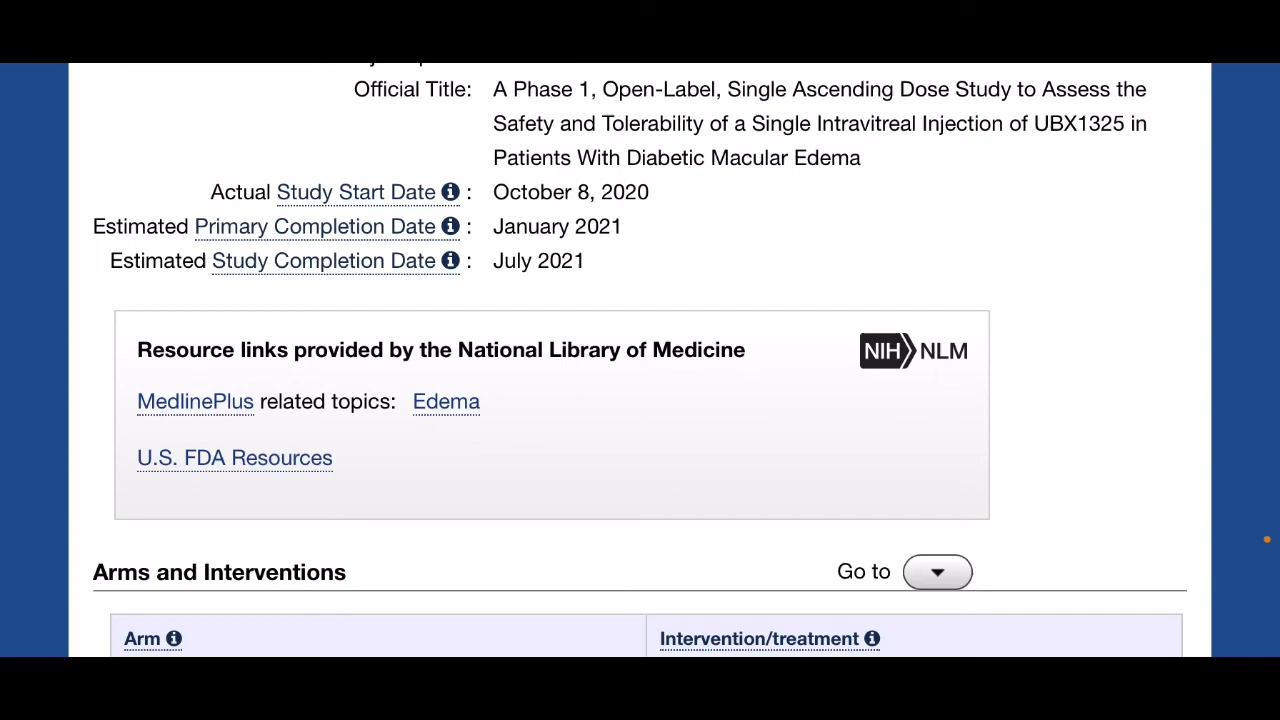 Official Title: A Phase 1, Open-Label, Single Ascending Dose Study to Assess the
Safety and Tolerability of a Single Intravitreal Injection of UBX1325 in
Patients With Diabetic Macular Edema
Actual Study Start Date : October 8, 2020
Estimated Primary Completion Date : January 2021
Estimated Study Completion Date : July 2021
Resource links provided by the National Library of Medicine
NIH NLM
MedlinePlus related topics: Edema
U.S. FDA Resources
Arms and Interventions
Go to
Arm
Intervention/treatment